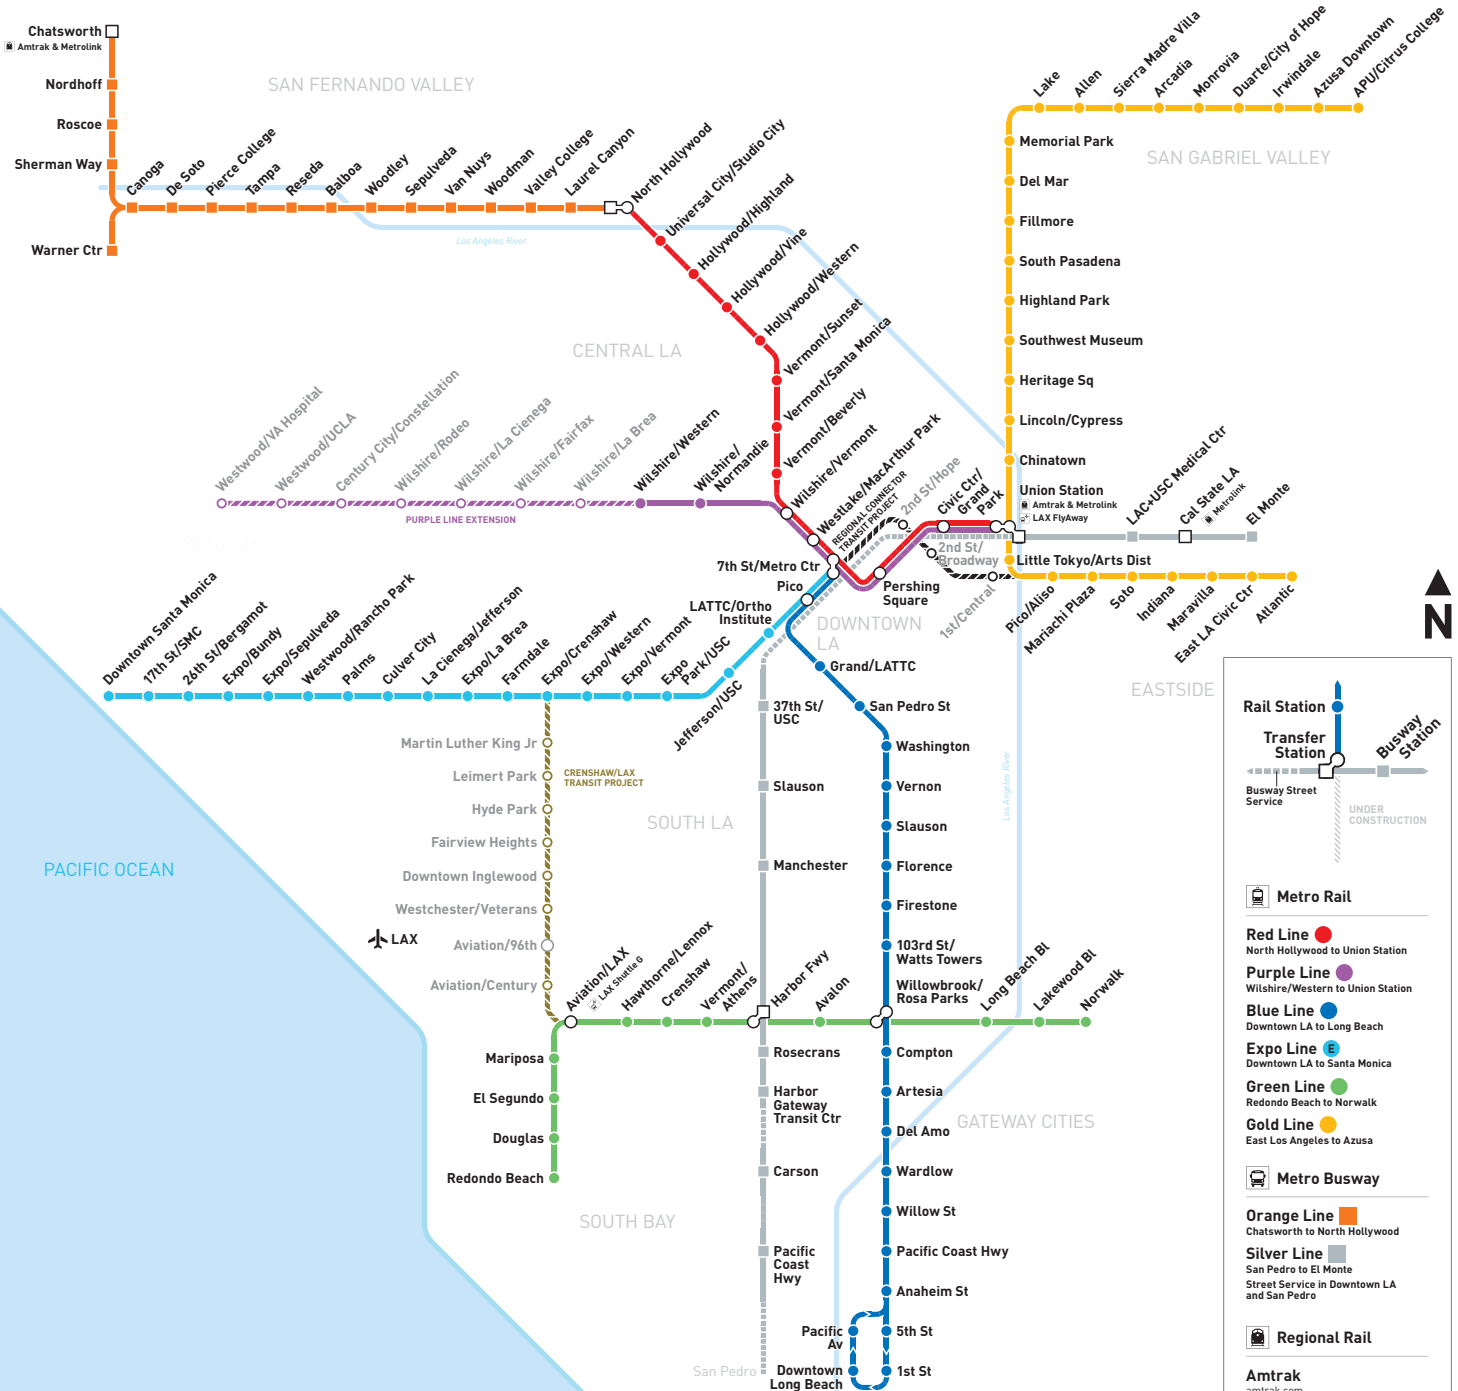 Chatsworth
Amtrak & Metrolink
Nordhoff
Roscoe
Sherman Way
Warner Ctr
SAN FERNANDO VALLEY
Canoga
De Soto
Pierce College
Tampa
Reseda
Balboa
Woodley
Sepulveda
Van Nuys
Woodman
Valley College
Laurel Canyon
North Hollywood
Universal City/Studio City
Hollywood/Highland
Hollywood/Vine
Hollywood/Western
Vermont/Sunset
Vermont/Santa Monica
Vermont/Beverly
Wilshire/Vermont
Westlake/MacArthur Park
Los Angeles River
Lake
Allen
Sierra Madre Villa
Arcadia
Monrovia
Duarte/City of Hope
Irwindale
Azusa Downtown
APU/Citrus College
Memorial Park
Del Mar
Fillmore
South Pasadena
Highland Park
Southwest Museum
Heritage Sq
Lincoln/Cypress
Chinatown
SAN GABRIEL VALLEY
CENTRAL LA
Westwood/VA Hospital
Westwood/UCLA
Century City/Constellation
Wilshire/Rodeo
Wilshire/La Cienega
Wilshire/Fairfax
Wilshire/La Brea
Wilshire/Western
Wilshire/
Normandie
PURPLE LINE EXTENSION
REGIONAL CONNECTOR
TRANSIT PROJECT
2nd St/Hope
Civic Ctr/
Grand
Park
Union Station
Amtrak & Metrolink
LAX FlyAway
LAC+USC Medical Ctr
Cal State LA
Metrolink
El Monte
2nd St/
Broadway
Little Tokyo/Arts Dist
1st/Central
7th St/Metro Ctr
Pico
Pershing
Square
LATTC/Ortho
Institute
DOWNTOWN
LA
Pico/Aliso
Mariachi Plaza
Soto
Indiana
Maravilla
East LA Civic Ctr
Atlantic
N
EASTSIDE
Downtown Santa Monica
17th St/SMC
26th St/Bergamot
Expo/Bundy
Expo/Sepulveda
Westwood/Rancho Park
Palms
Culver City
La Cienega/Jefferson
Expo/La Brea
Farmdale
Expo/Crenshaw
Expo/Western
Expo/Vermont
Expo
Park/USC
Jefferson/USC
Grand/LATTC
San Pedro St
Washington
Vernon
Slauson
Florence
Firestone
103rd St/
Watts Towers
Willowbrook/
Rosa Parks
37th St/
USC
Slauson
Manchester
SOUTH LA
Los Angeles River
Martin Luther King Jr
CRENSHAW/LAX
TRANSIT PROJECT
Leimert Park
Hyde Park
Fairview Heights
Downtown Inglewood
Westchester/Veterans
LAX
Aviation/96th
Aviation/Century
PACIFIC OCEAN
Aviation/LAX
LAX Shuttle G
Hawthorne/Lennox
Crenshaw
Vermont/
Athens
Harbor Fwy
Avalon
Long Beach Bl
Lakewood Bl
Norwalk
Mariposa
El Segundo
Douglas
Redondo Beach
SOUTH BAY
Rosecrans
Harbor
Gateway
Transit Ctr
Carson
Pacific
Coast
Hwy
San Pedro
Compton
Artesia
Del Amo
Wardlow
Willow St
Pacific Coast Hwy
Anaheim St
5th St
1st St
Pacific
Av
Downtown
Long Beach
GATEWAY CITIES
Rail Station
Transfer
Station
Busway
Station
Busway Street
Service
UNDER
CONSTRUCTION
Metro Rail
Red Line
North Hollywood to Union Station
Purple Line
Wilshire/Western to Union Station
Blue Line
Downtown LA to Long Beach
Expo Line E
Downtown LA to Santa Monica
Green Line
Redondo Beach to Norwalk
Gold Line
East Los Angeles to Azusa
Metro Busway
Orange Line
Chatsworth to North Hollywood
Silver Line
San Pedro to El Monte
Street Service in Downtown LA
and San Pedro
Regional Rail
Amtrak
amtrak.com